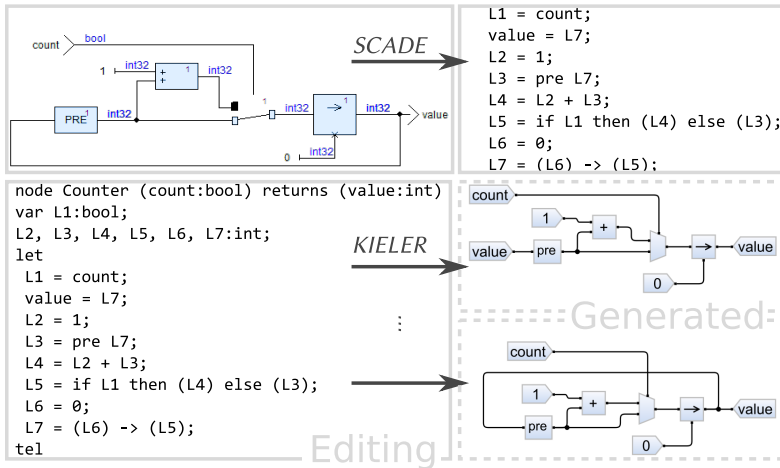 count
bool
1
int32
1
+
+
int32
PRE
1
int32
1
int32
1
→
int32
value
0
int32
SCADE
L1 = count;
value = L7;
L2 = 1;
L3 = pre L7;
L4 = L2 + L3;
L5 = if L1 then (L4) else (L3);
L6 = 0;
L7 = (L6) -> (L5);
node Counter (count:bool) returns (value:int)
var L1:bool;
L2, L3, L4, L5, L6, L7:int;
let
L1 = count;
value = L7;
L2 = 1;
L3 = pre L7;
L4 = L2 + L3;
L5 = if L1 then (L4) else (L3);
L6 = 0;
L7 = (L6) -> (L5);
tel
Editing
KIELER
⋮
count
1
+
value
pre
→
value
0
Generated
count
1
+
pre
→
value
0